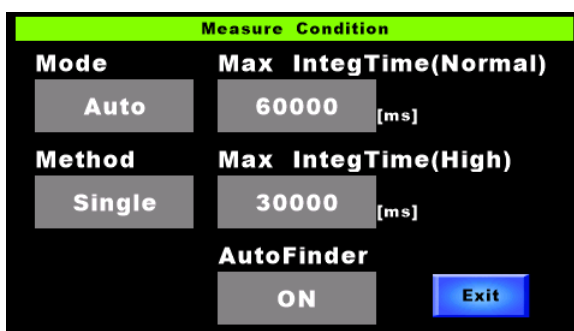 Measure Condition
Mode Max IntegTime(Normal)
Auto 60000 [ms]
Method Max IntegTime(High)
Single 30000 [ms]
AutoFinder
ON Exit